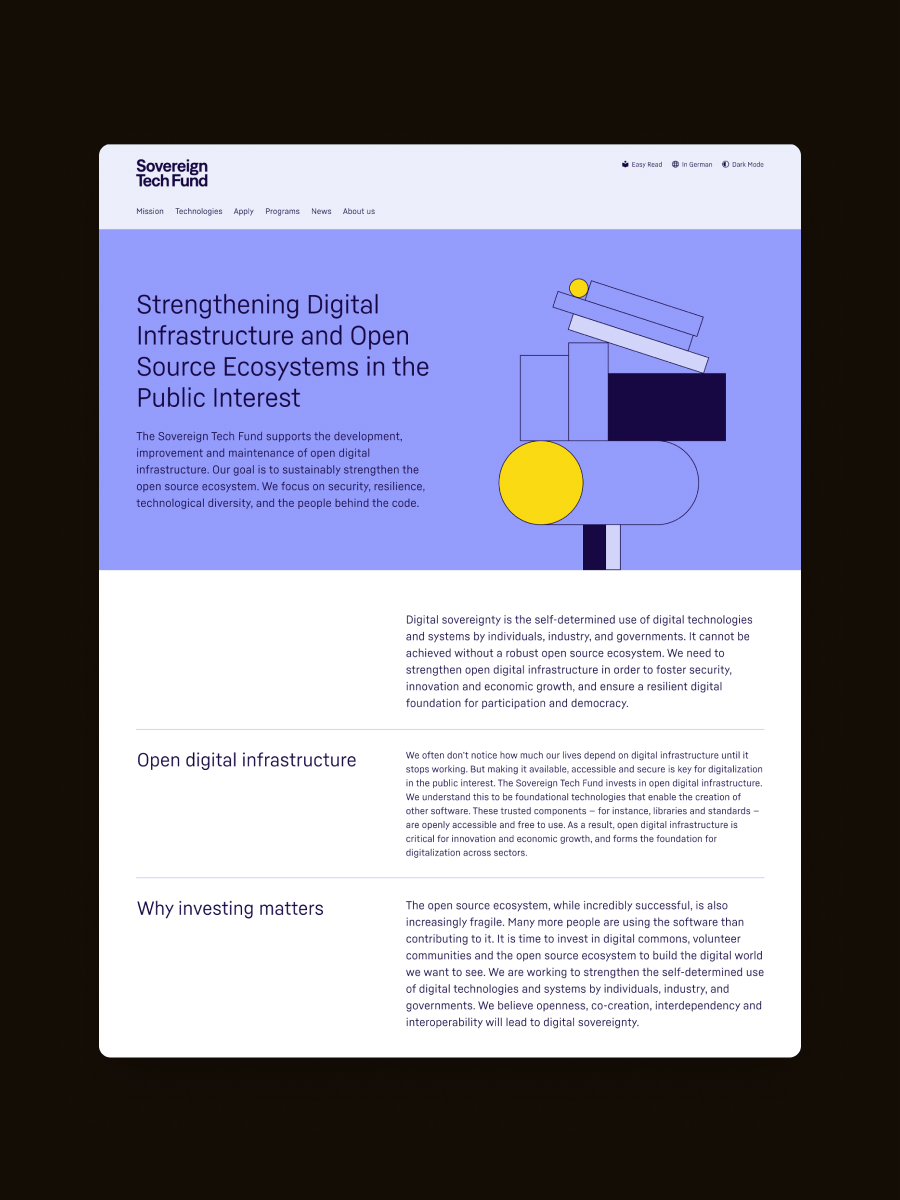 Sovereign
Tech Fund
Easy Read
In German
Dark Mode
Mission
Technologies
Apply
Programs
News
About us
Strengthening Digital
Infrastructure and Open
Source Ecosystems in the
Public Interest
The Sovereign Tech Fund supports the development,
improvement and maintenance of open digital
infrastructure. Our goal is to sustainably strengthen the
open source ecosystem. We focus on security, resilience,
technological diversity, and the people behind the code.
Digital sovereignty is the self-determined use of digital technologies
and systems by individuals, industry, and governments. It cannot be
achieved without a robust open source ecosystem. We need to
strengthen open digital infrastructure in order to foster security,
innovation and economic growth, and ensure a resilient digital
foundation for participation and democracy.
Open digital infrastructure
We often don't notice how much our lives depend on digital infrastructure until it
stops working. But making it available, accessible and secure is key for digitalization
in the public interest. The Sovereign Tech Fund invests in open digital infrastructure.
We understand this to be foundational technologies that enable the creation of
other software. These trusted components – for instance, libraries and standards –
are openly accessible and free to use. As a result, open digital infrastructure is
critical for innovation and economic growth, and forms the foundation for
digitalization across sectors.
Why investing matters
The open source ecosystem, while incredibly successful, is also
increasingly fragile. Many more people are using the software than
contributing to it. It is time to invest in digital commons, volunteer
communities and the open source ecosystem to build the digital world
we want to see. We are working to strengthen the self-determined use
of digital technologies and systems by individuals, industry, and
governments. We believe openness, co-creation, interdependency and
interoperability will lead to digital sovereignty.